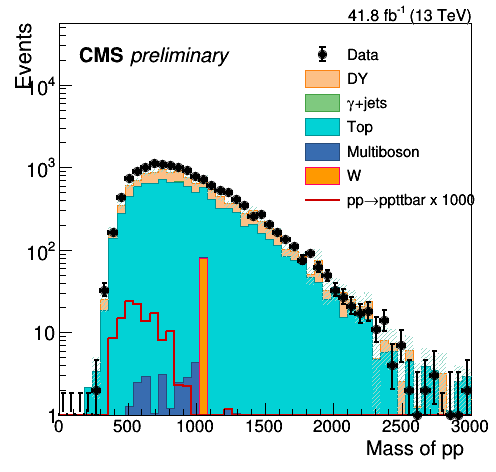 41.8 fb⁻¹ (13 TeV)
Events
CMS preliminary
Data
DY
γ+jets
Top
Multiboson
W
pp→ppttbar x 1000
10⁴
10³
10²
10
1
0 500 1000 1500 2000 2500 3000
Mass of pp